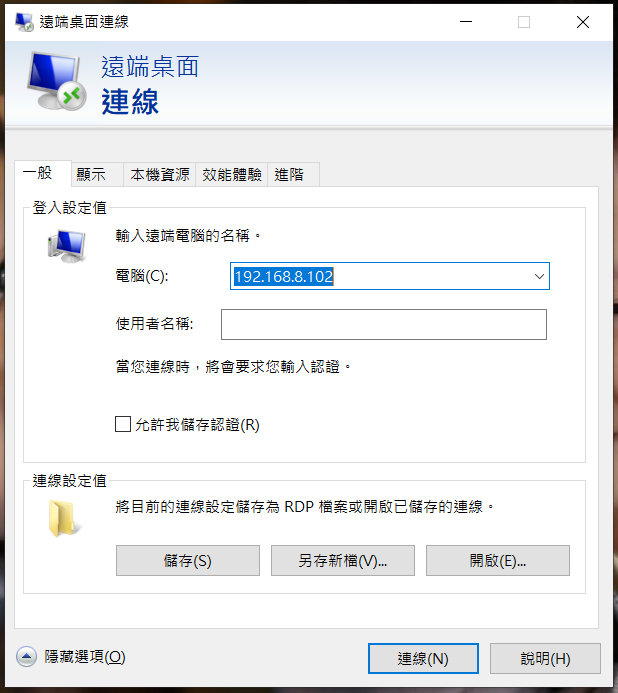 遠端桌面連線
遠端桌面
連線
一般 顯示 本機資源 效能體驗 進階
登入設定值
輸入遠端電腦的名稱。
電腦(C): 192.168.8.102
使用者名稱:
當您連線時，將會要求您輸入認證。
允許我儲存認證(R)
連線設定值
將目前的連線設定儲存為 RDP 檔案或開啟已儲存的連線。
儲存(S) 另存新檔(V)... 開啟(E)...
隱藏選項(O) 連線(N) 說明(H)